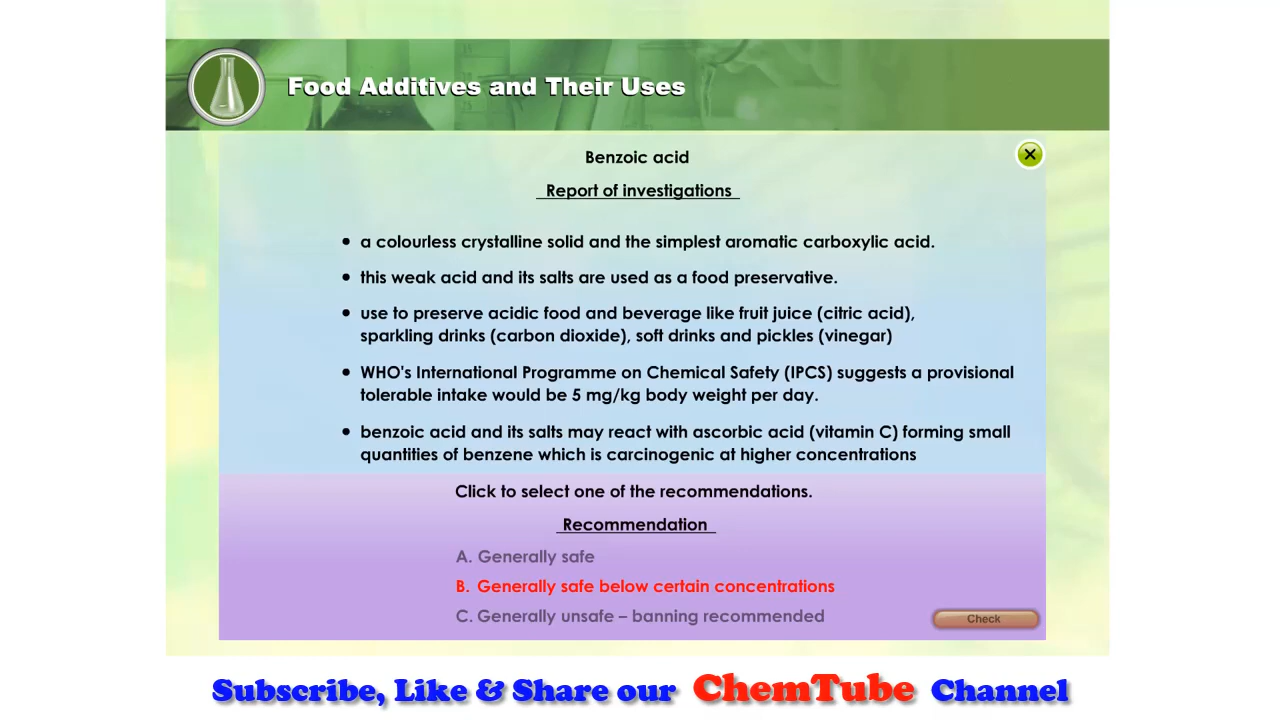 Food Additives and Their Uses
Benzoic acid
Report of investigations
• a colourless crystalline solid and the simplest aromatic carboxylic acid.
• this weak acid and its salts are used as a food preservative.
• use to preserve acidic food and beverage like fruit juice (citric acid),
sparkling drinks (carbon dioxide), soft drinks and pickles (vinegar)
• WHO's International Programme on Chemical Safety (IPCS) suggests a provisional
tolerable intake would be 5 mg/kg body weight per day.
• benzoic acid and its salts may react with ascorbic acid (vitamin C) forming small
quantities of benzene which is carcinogenic at higher concentrations
Click to select one of the recommendations.
Recommendation
A. Generally safe
B. Generally safe below certain concentrations
C. Generally unsafe – banning recommended
Check
Subscribe, Like & Share our ChemTube Channel